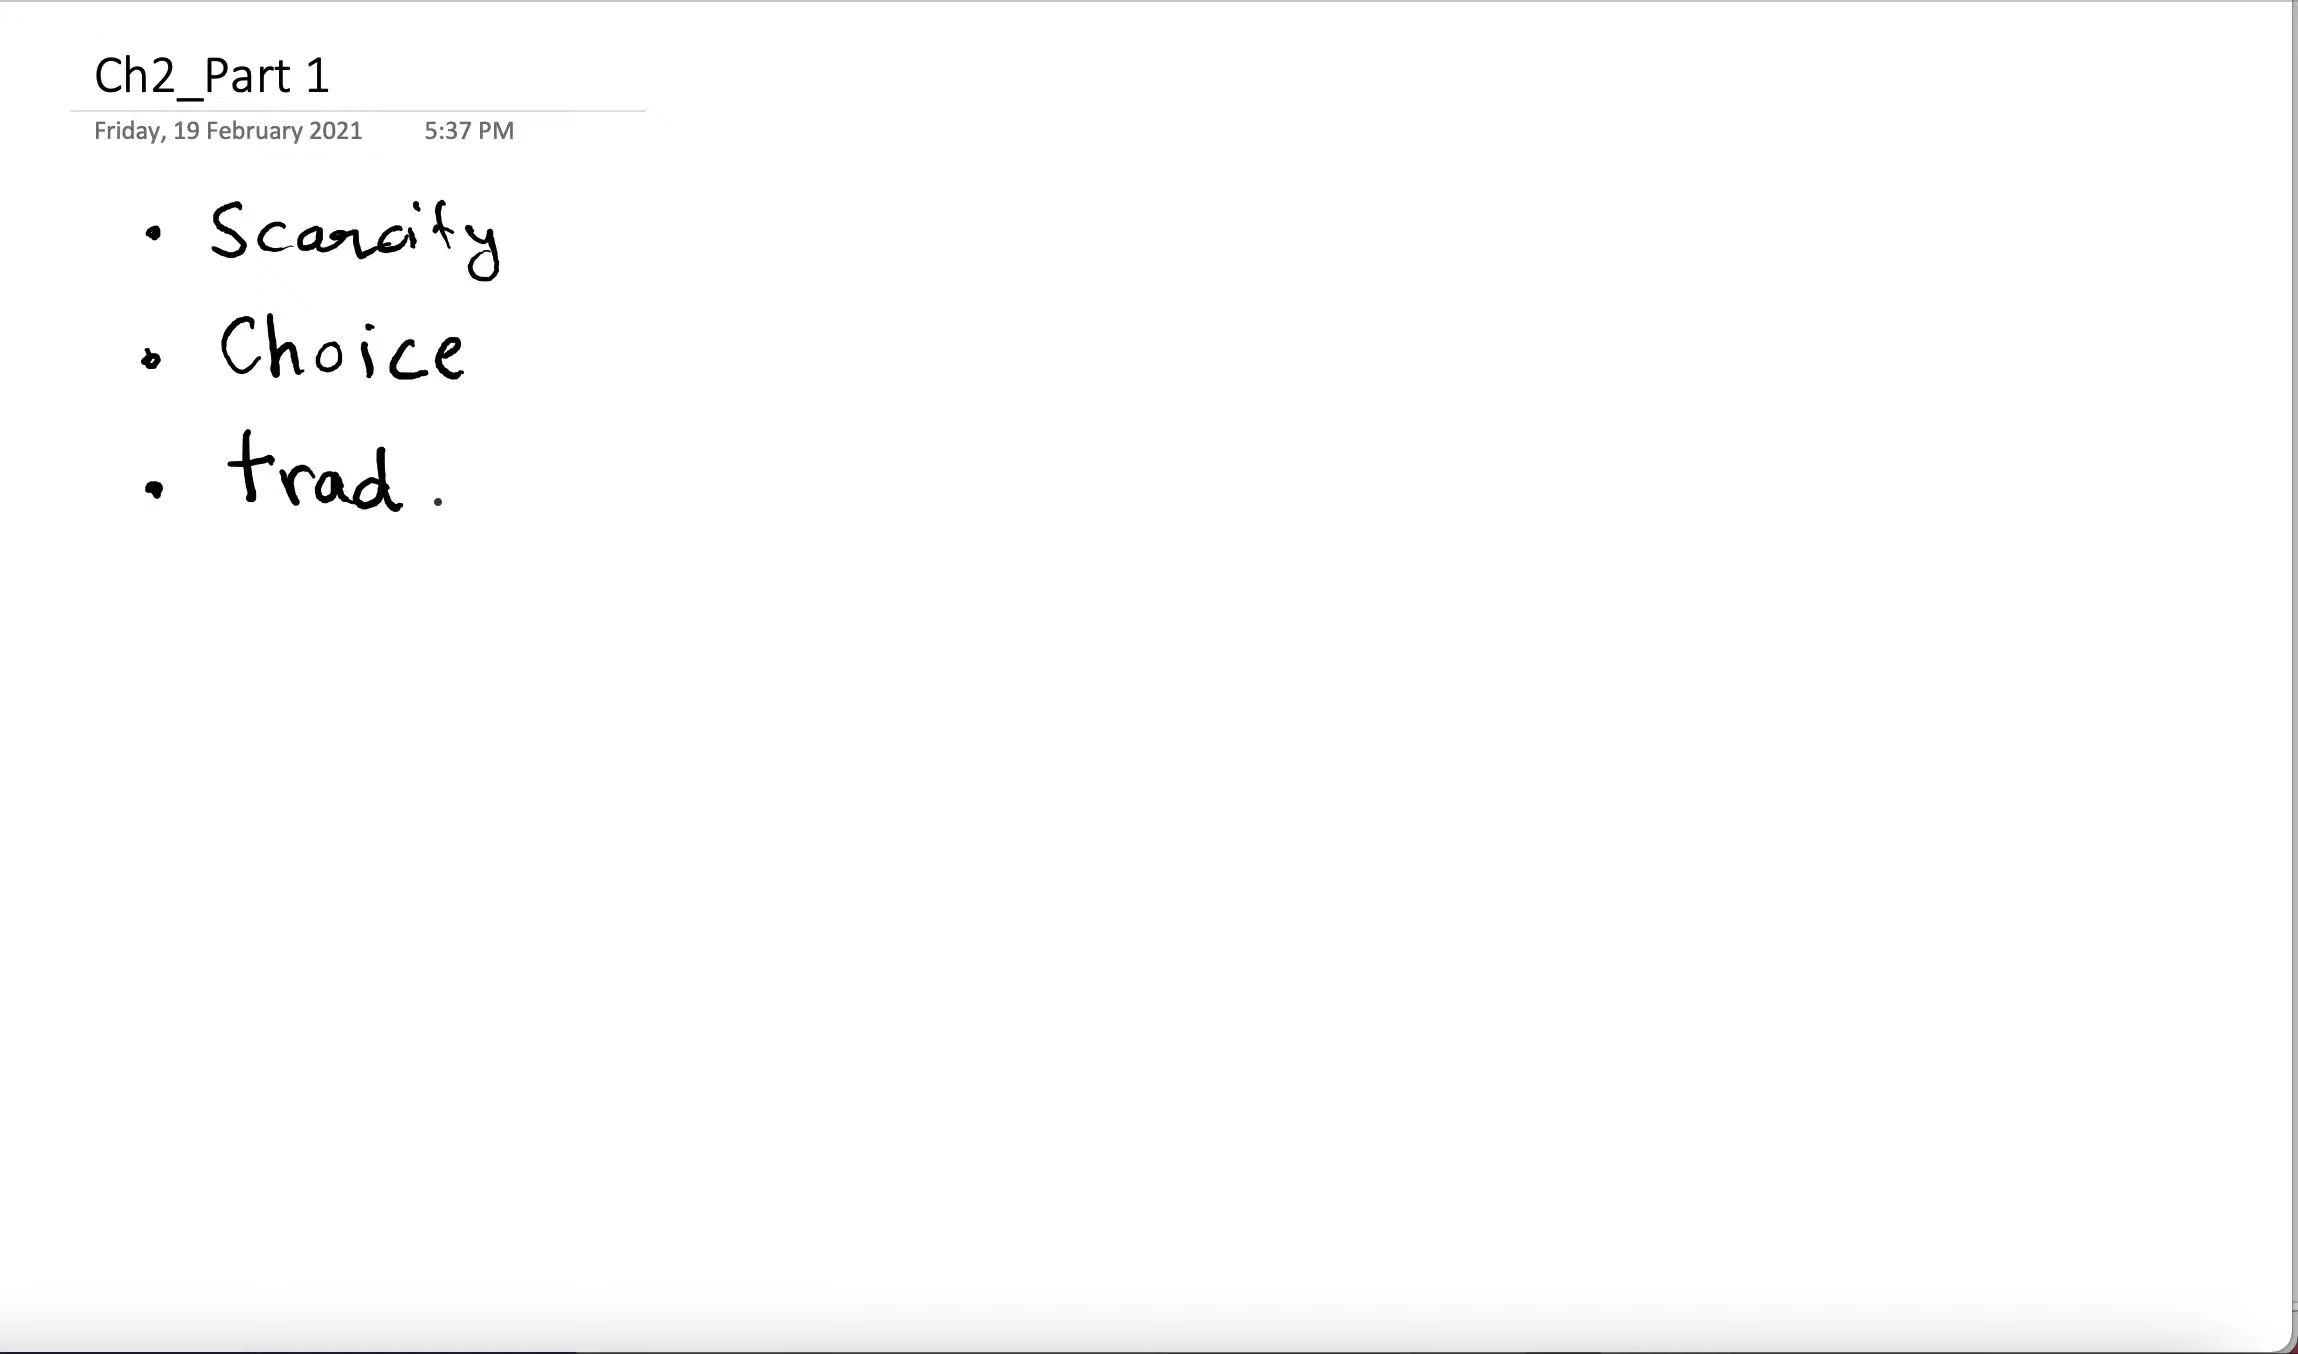 Ch2_Part 1
Friday, 19 February 2021 5:37 PM
• Scarcity
• Choice
• trad